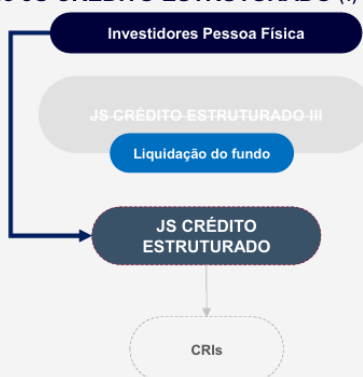 JS CRÉDITO ESTRUTURADO
Investidores Pessoa Física
JS CRÉDITO ESTRUTURADO III
Liquidação do fundo
JS CRÉDITO
ESTRUTURADO
CRIs